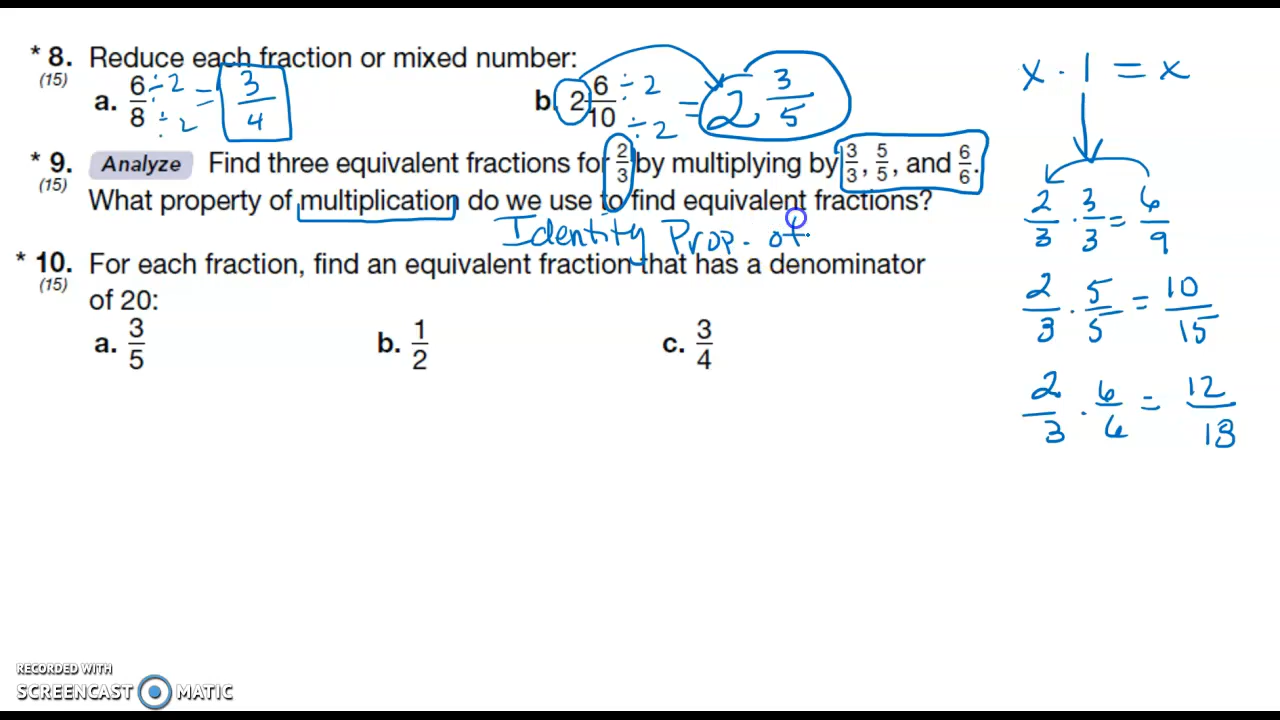 * 8. Reduce each fraction or mixed number:
(15)
a. 6/8 ÷2 ÷2 = 3/4
b. 2 6/10 ÷2 ÷2 = 2 3/5
x · 1 = x
* 9. Analyze Find three equivalent fractions for 2/3 by multiplying by 3/3, 5/5, and 6/6.
(15)
What property of multiplication do we use to find equivalent fractions?
Identity Prop. of
2/3 · 3/3 = 6/9
2/3 · 5/5 = 10/15
2/3 · 6/6 = 12/18
* 10. For each fraction, find an equivalent fraction that has a denominator
(15)
of 20:
a. 3/5 b. 1/2 c. 3/4
RECORDED WITH
SCREENCAST MATIC